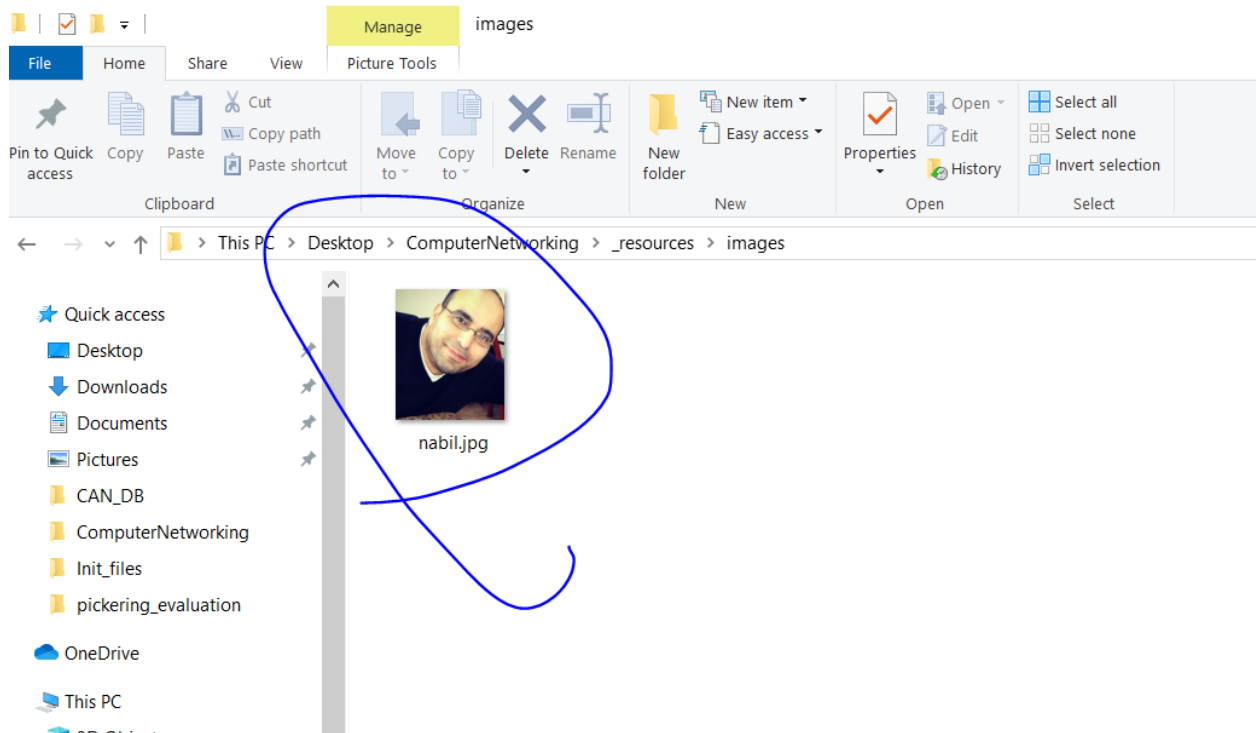 Manage images
File Home Share View Picture Tools
Pin to Quick access
Copy
Paste
Cut
Copy path
Paste shortcut
Move to
Copy to
Delete
Rename
New folder
New item
Easy access
Properties
Open
Edit
History
Select all
Select none
Invert selection
Clipboard Organize New Open Select
> This PC > Desktop > ComputerNetworking > _resources > images
Quick access
Desktop
Downloads
Documents
Pictures
CAN_DB
ComputerNetworking
Init_files
pickering_evaluation
OneDrive
This PC
nabil.jpg